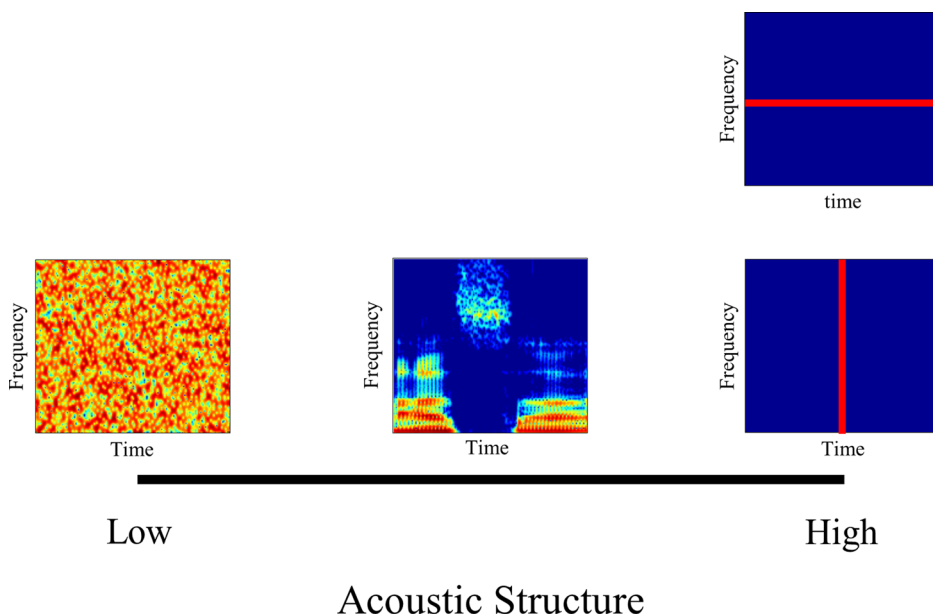 Frequency
time
Frequency
Time
Frequency
Time
Frequency
Time
Low
High
Acoustic Structure